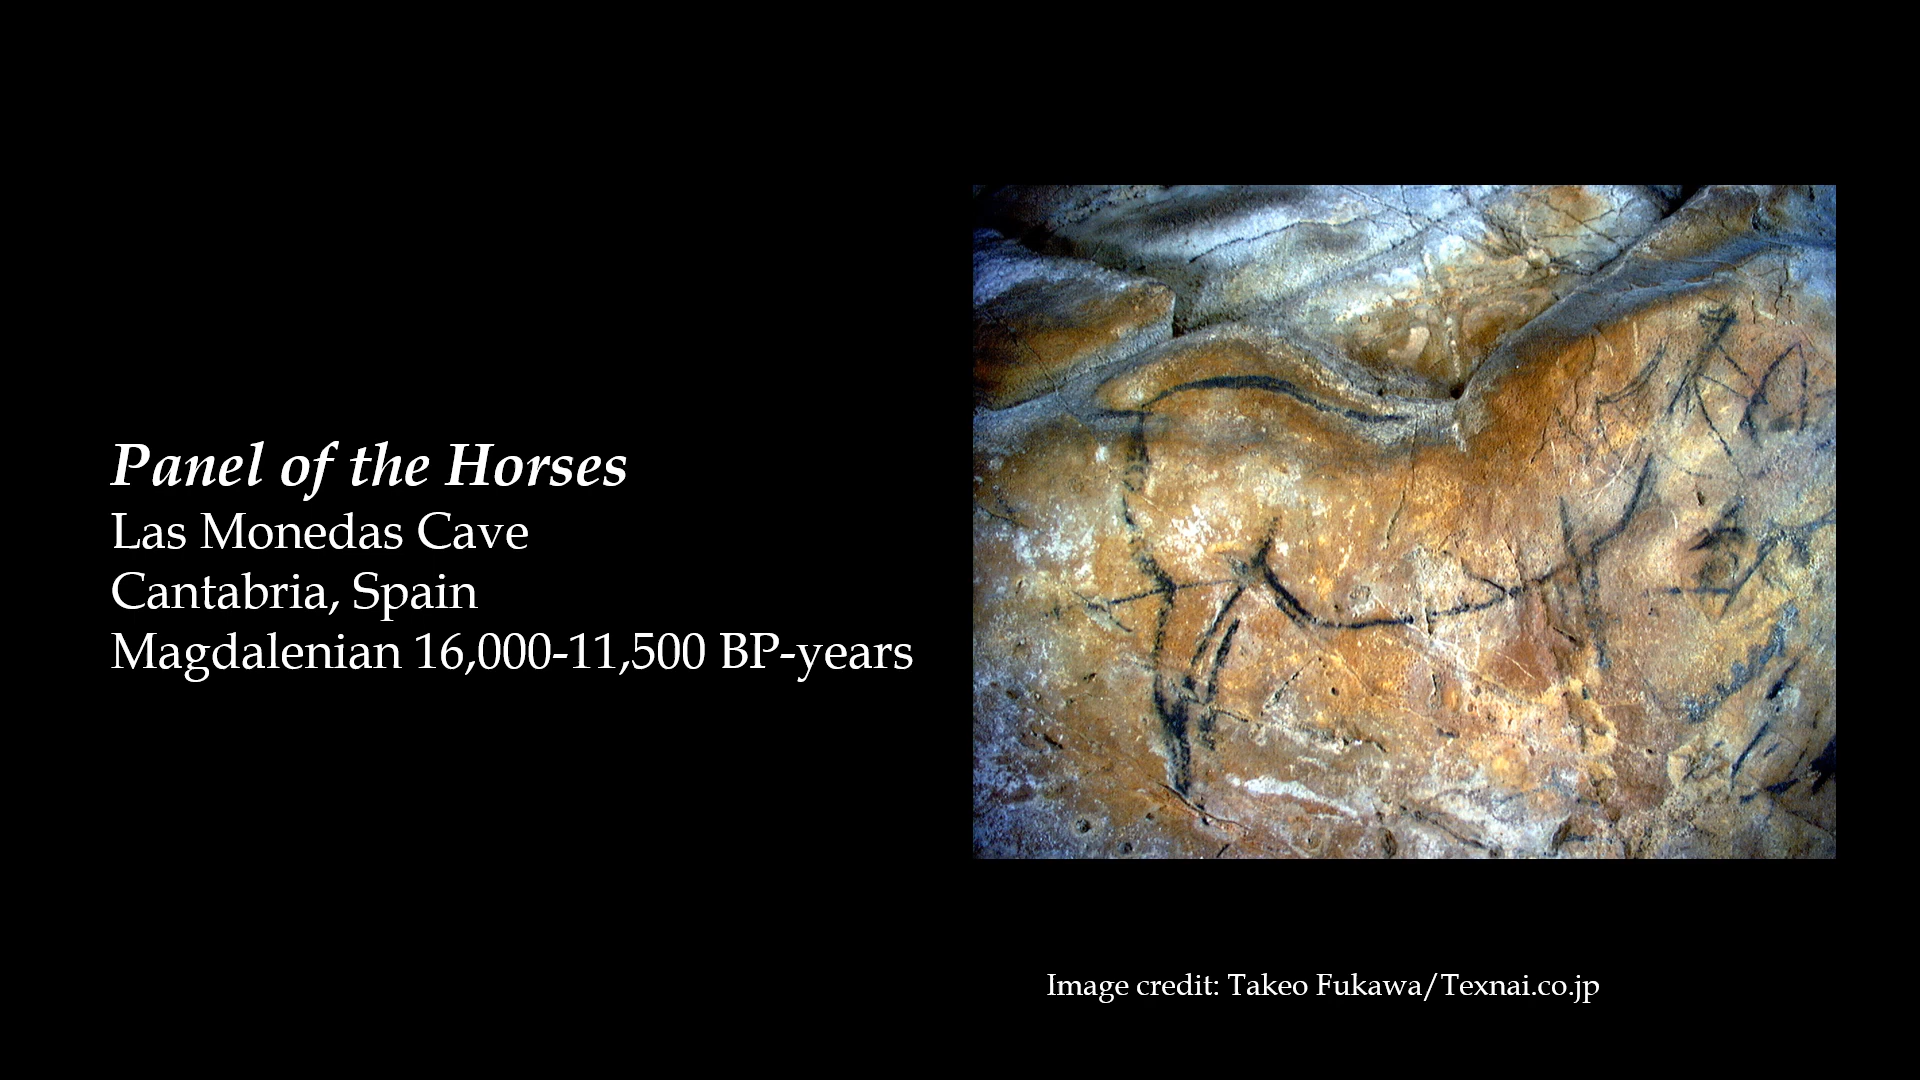 Panel of the Horses
Las Monedas Cave
Cantabria, Spain
Magdalenian 16,000-11,500 BP-years
Image credit: Takeo Fukawa/Texnai.co.jp